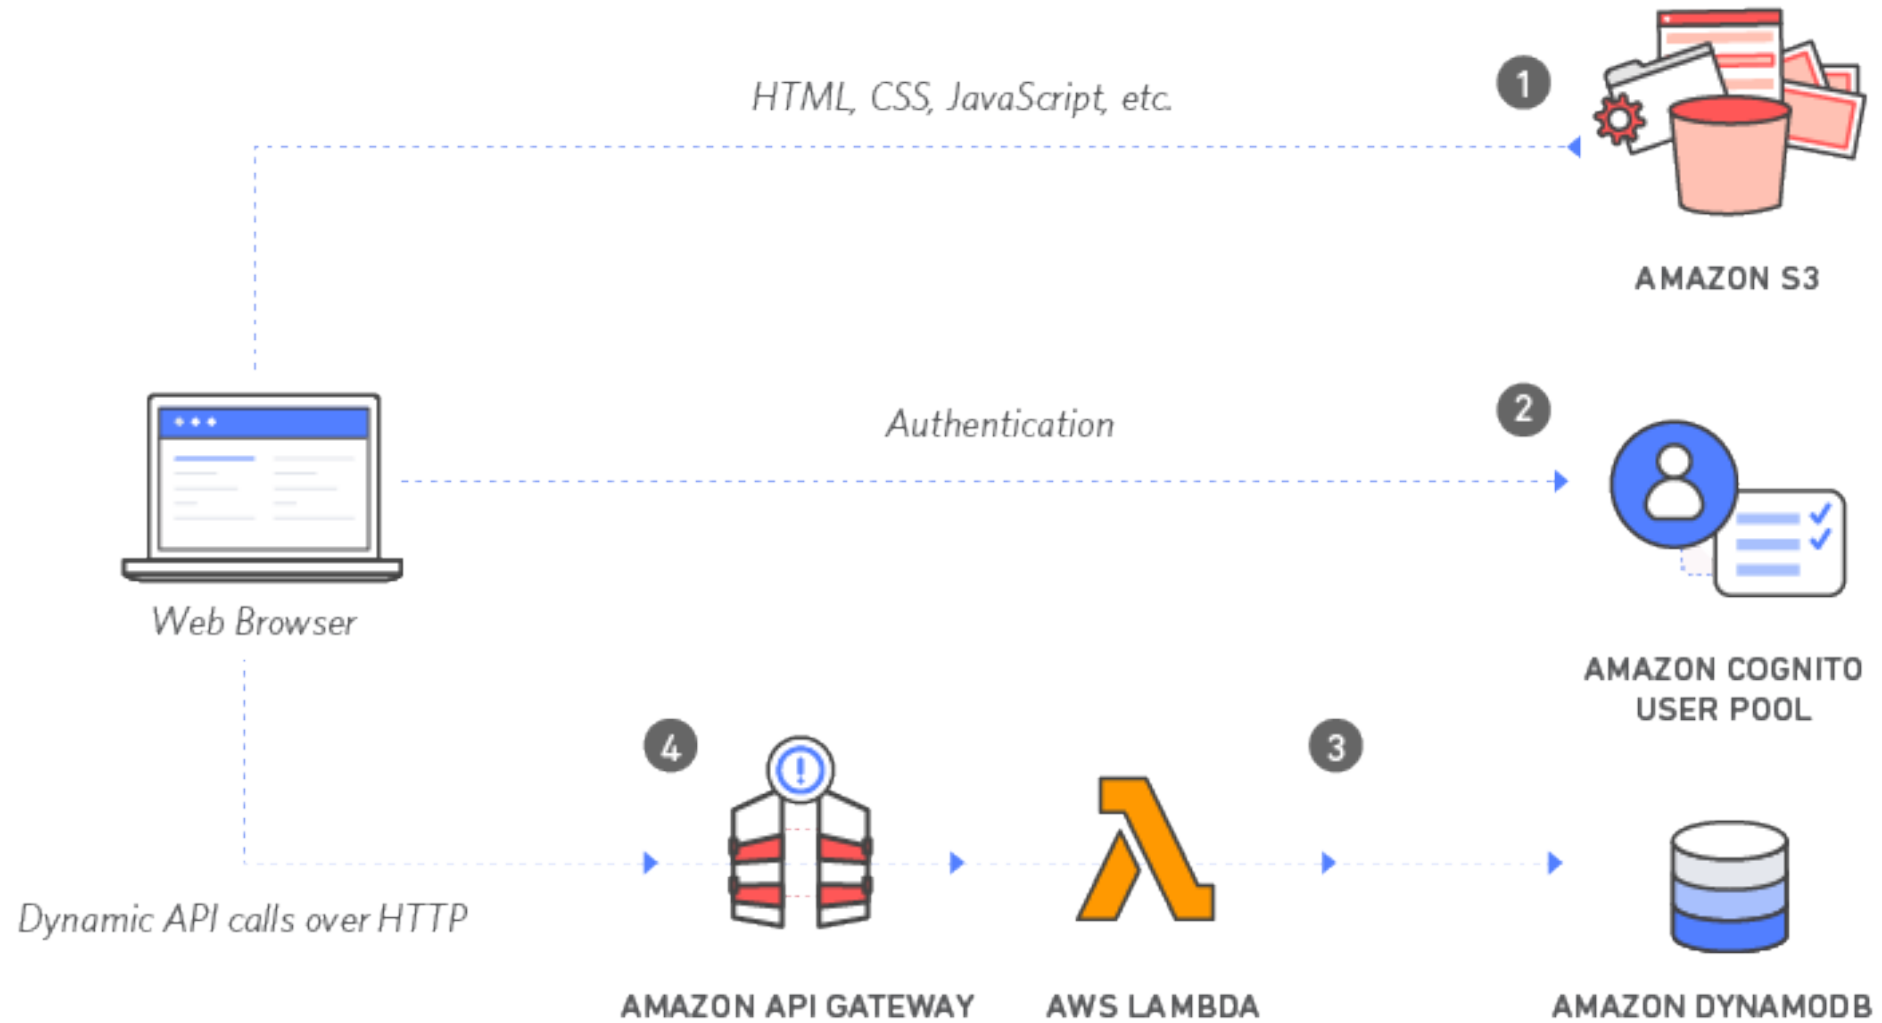 HTML, CSS, JavaScript, etc.
1
AMAZON S3
Authentication
2
Web Browser
AMAZON COGNITO
USER POOL
4
3
Dynamic API calls over HTTP
AMAZON API GATEWAY
AWS LAMBDA
AMAZON DYNAMODB